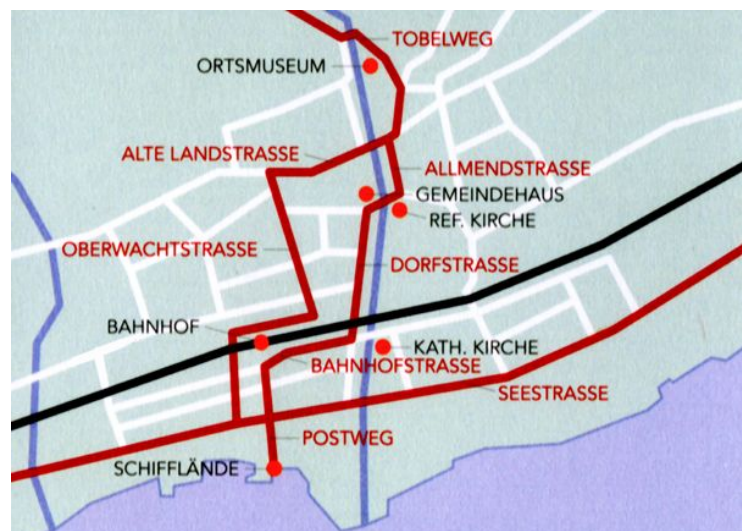 TOBELWEG
ORTSMUSEUM
ALTE LANDSTRASSE
ALLMENDSTRASSE
GEMEINDEHAUS
REF. KIRCHE
OBERWACHTSTRASSE
DORFSTRASSE
BAHNHOF
KATH. KIRCHE
BAHNHOFSTRASSE
SEESTRASSE
POSTWEG
SCHIFFLÄNDE